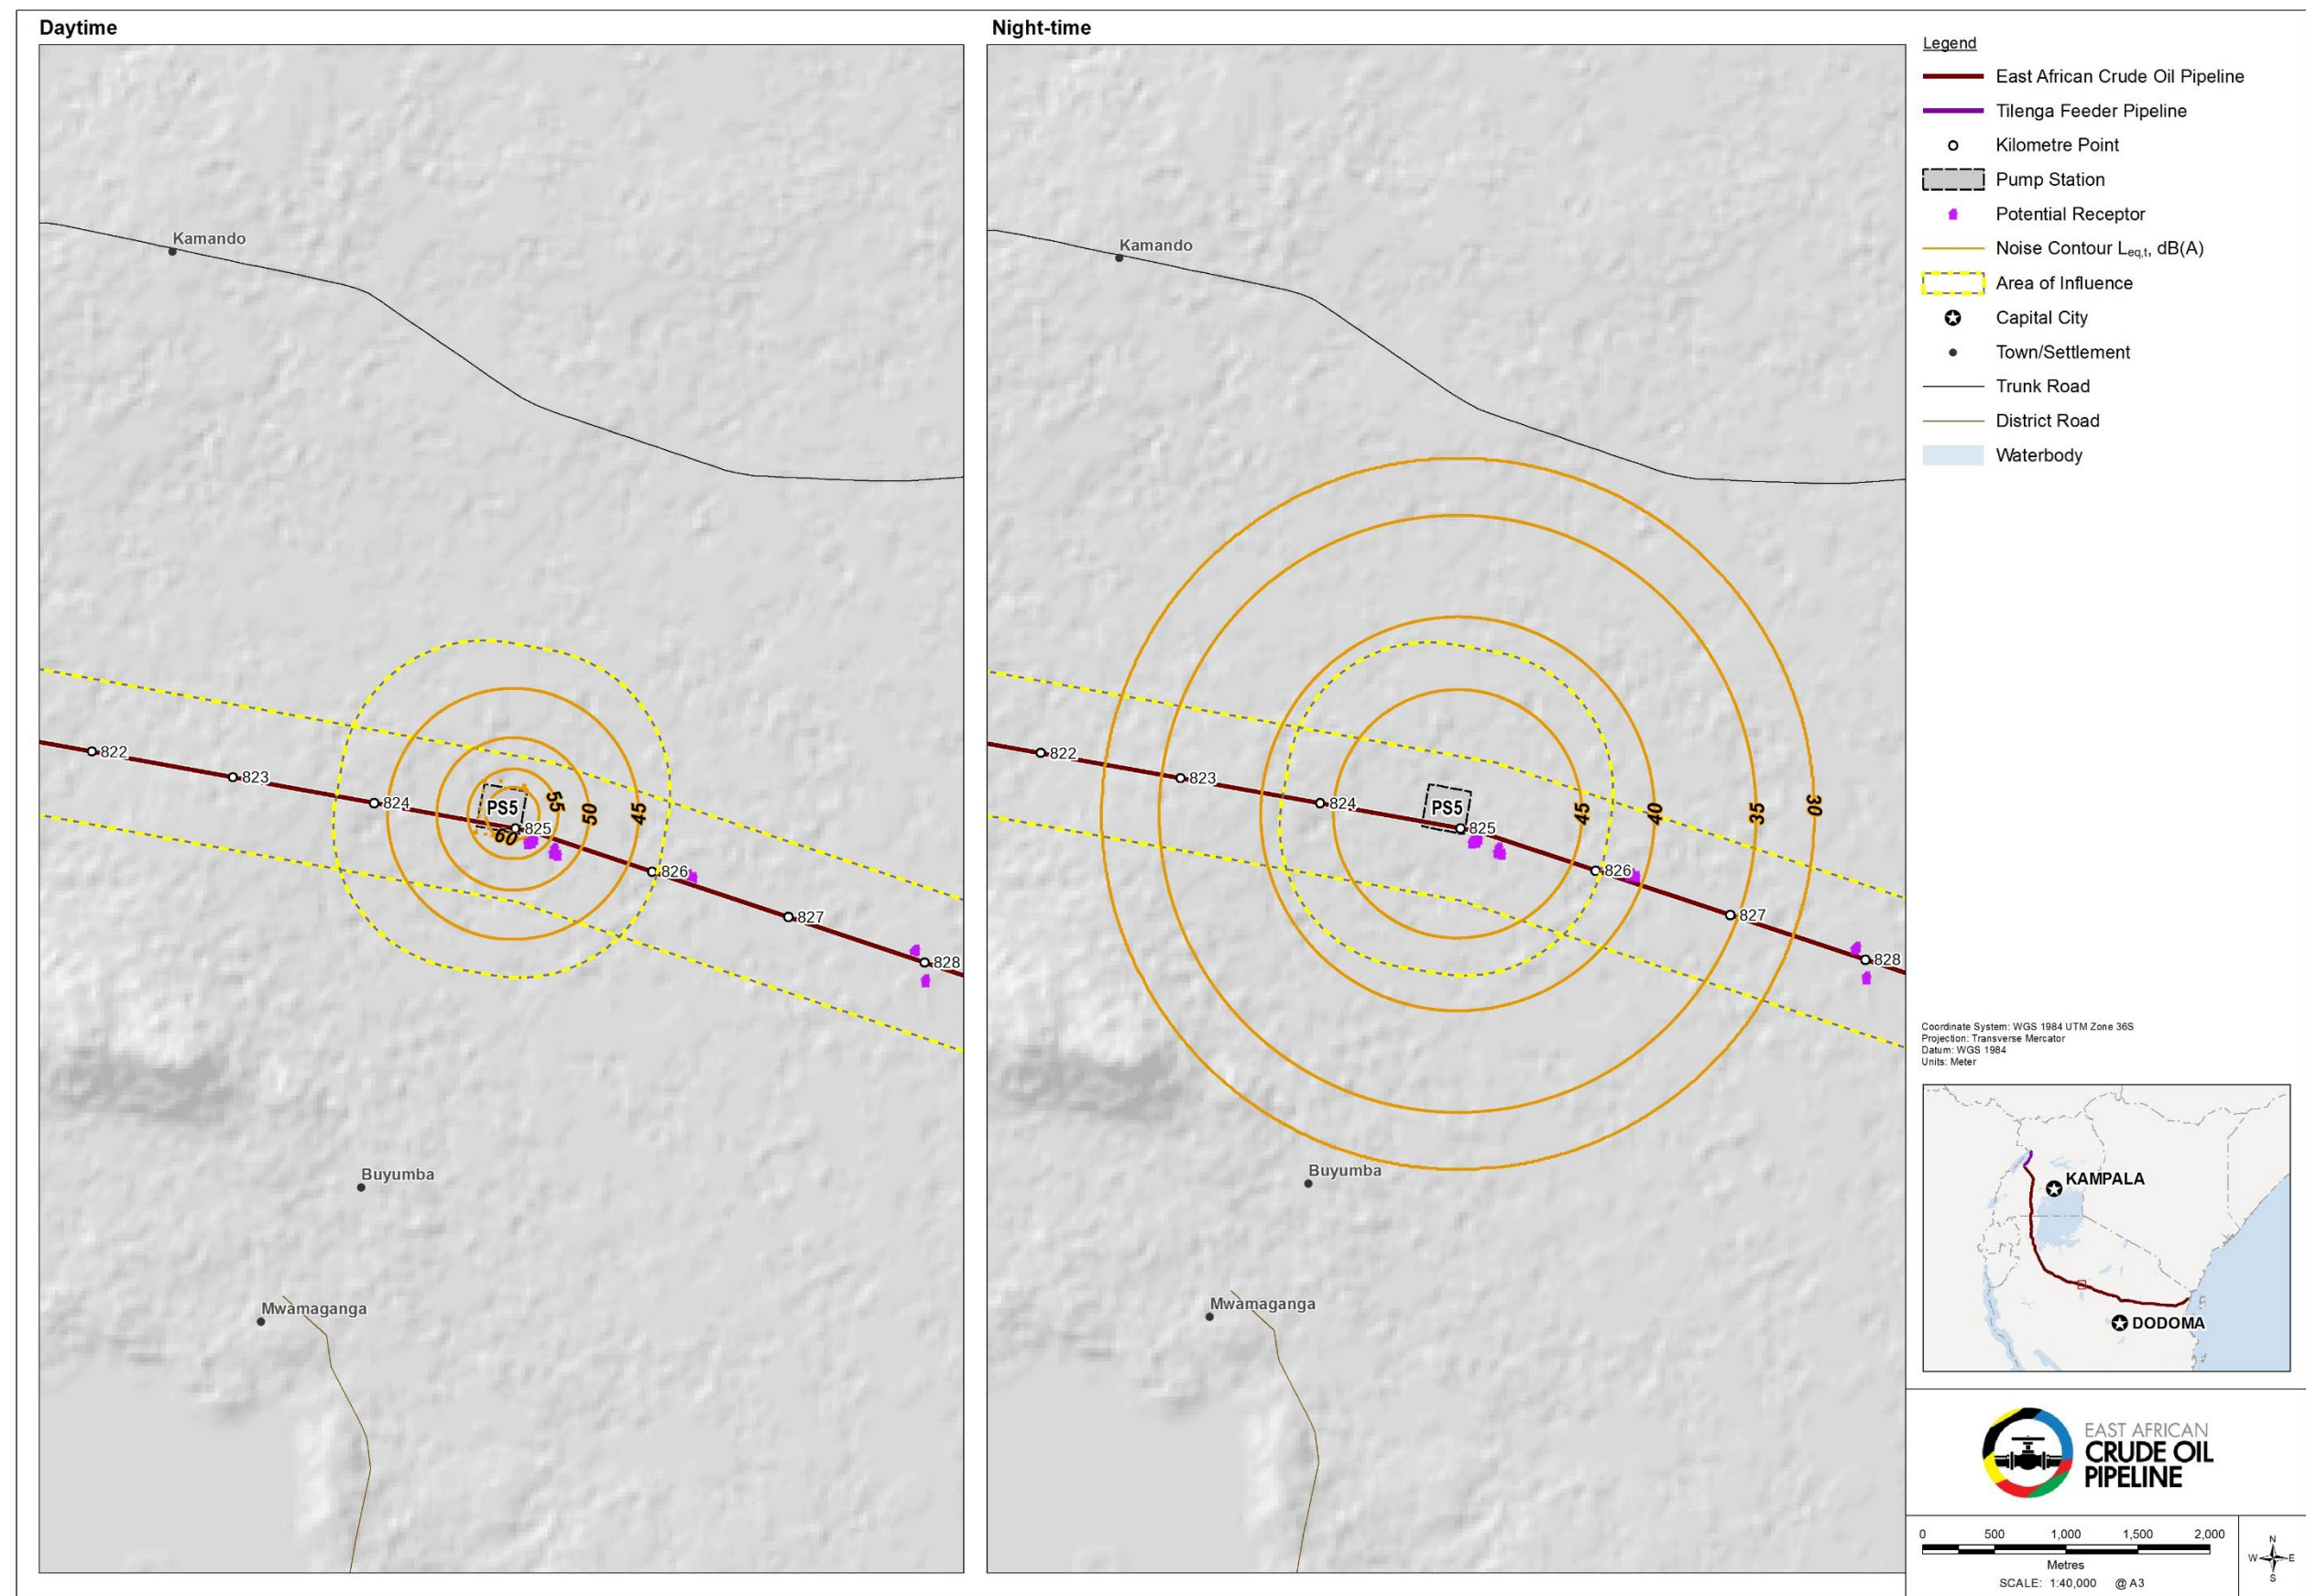 Daytime
Kamando
822
823
824
PS5
825
60
55
50
45
826
827
828
Buyumba
Mwamaganga
Night-time
Kamando
822
823
824
PS5
825
45
40
35
30
826
827
828
Buyumba
Mwamaganga
Legend
East African Crude Oil Pipeline
Tilenga Feeder Pipeline
Kilometre Point
Pump Station
Potential Receptor
Noise Contour Leq,t, dB(A)
Area of Influence
Capital City
Town/Settlement
Trunk Road
District Road
Waterbody
Coordinate System: WGS 1984 UTM Zone 36S
Projection: Transverse Mercator
Datum: WGS 1984
Units: Meter
KAMPALA
DODOMA
EAST AFRICAN
CRUDE OIL
PIPELINE
0 500 1,000 1,500 2,000
Metres
SCALE: 1:40,000 @ A3
N
W E
S